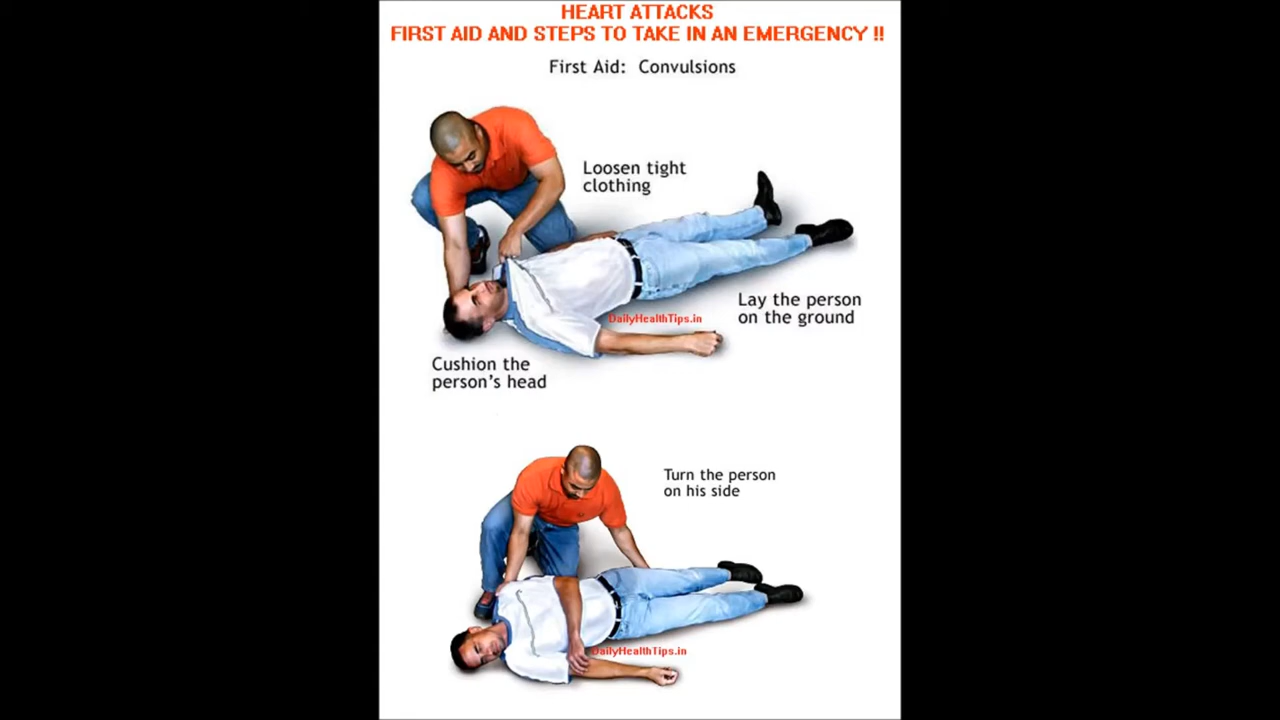 HEART ATTACKS
FIRST AID AND STEPS TO TAKE IN AN EMERGENCY !!
First Aid: Convulsions
Loosen tight
clothing
Lay the person
on the ground
DailyHealthTips.in
Cushion the
person's head
Turn the person
on his side
DailyHealthTips.in